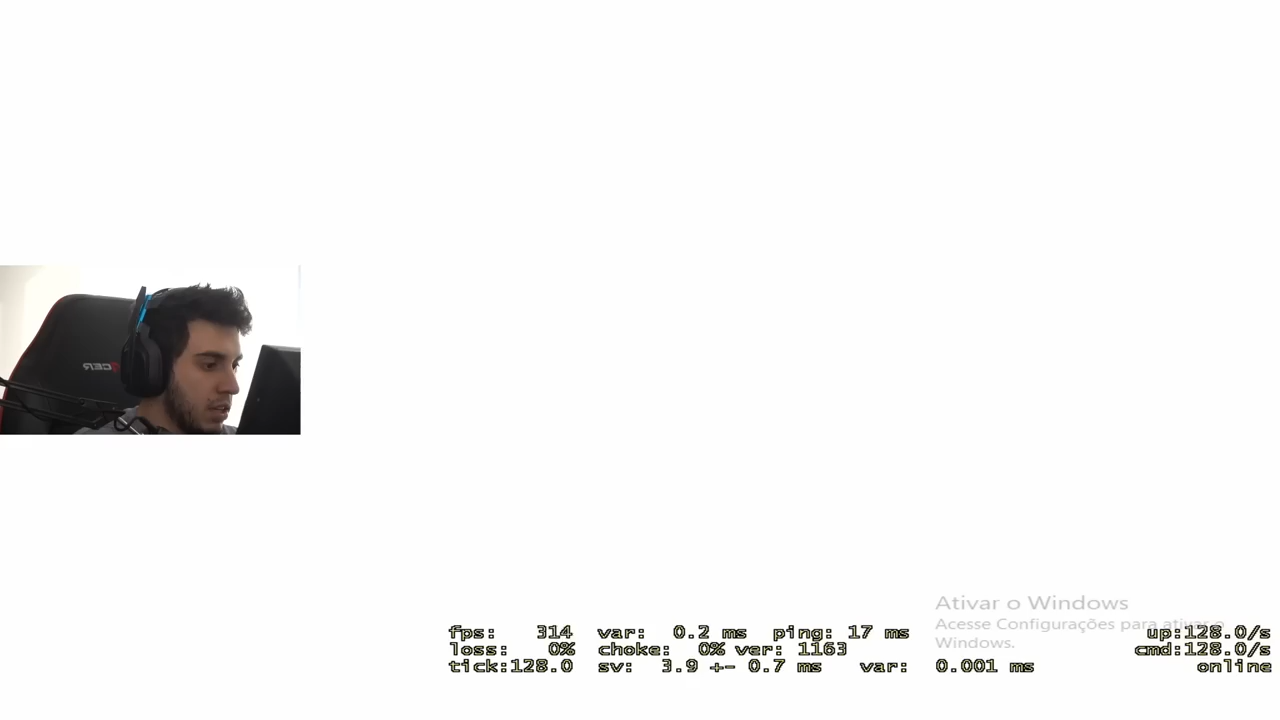 fps: 314 var: 0.2 ms ping: 17 ms
loss: 0% choke: 0% ver: 1163
tick:128.0 sv: 3.9 +- 0.7 ms var: 0.001 ms
Ativar o Windows
Acesse Configurações para ativar o
Windows.
up:128.0/s
cmd:128.0/s
online